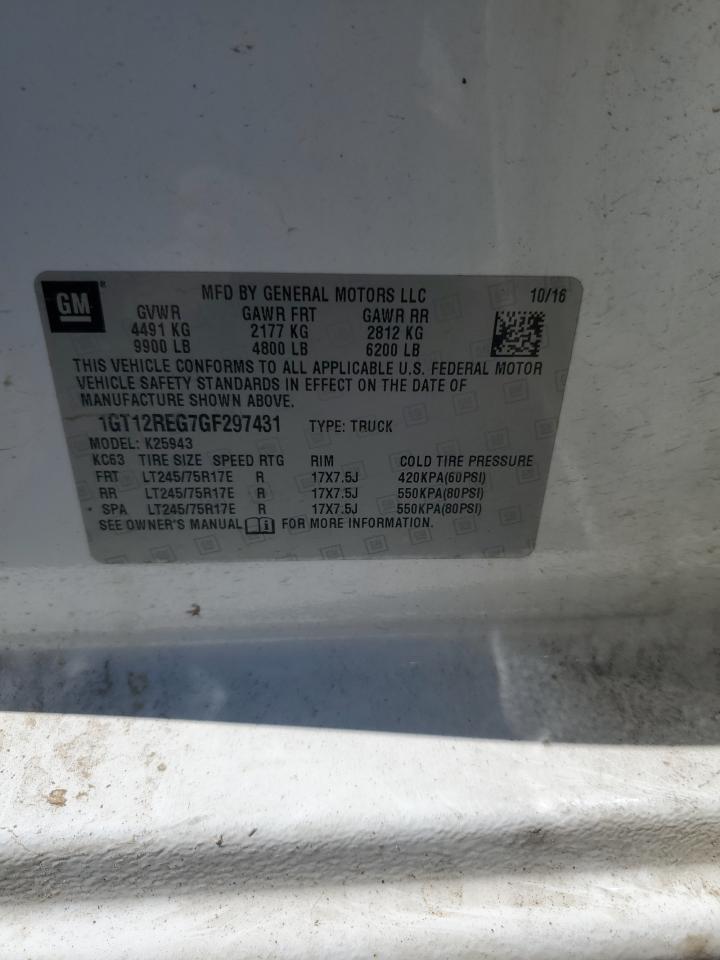 GM ® MFD BY GENERAL MOTORS LLC 10/16
GVWR GAWR FRT GAWR RR
4491 KG 2177 KG 2812 KG
9900 LB 4800 LB 6200 LB
THIS VEHICLE CONFORMS TO ALL APPLICABLE U.S. FEDERAL MOTOR
VEHICLE SAFETY STANDARDS IN EFFECT ON THE DATE OF
MANUFACTURE SHOWN ABOVE.
1GT12REG7GF297431 TYPE: TRUCK
MODEL: K25943
KC63 TIRE SIZE SPEED RTG RIM COLD TIRE PRESSURE
FRT LT245/75R17E R 17X7.5J 420KPA(60PSI)
RR LT245/75R17E R 17X7.5J 550KPA(80PSI)
SPA LT245/75R17E R 17X7.5J 550KPA(80PSI)
SEE OWNER'S MANUAL FOR MORE INFORMATION.